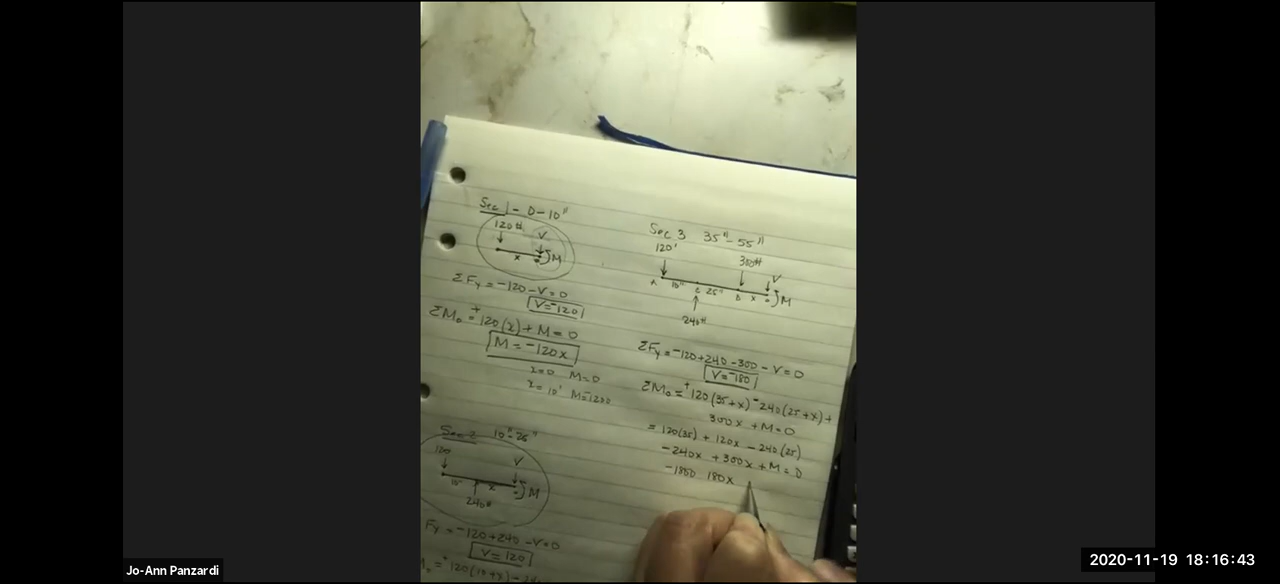 Sec 1 - 0-10"
120#
V
x
M
ΣFy = -120 - V = 0
V = -120
ΣMo = +120(x) + M = 0
M = -120x
x=0 M=0
x=10' M=-1200
Sec 2 10"-
120
V
10"
x
M
240#
Fy = -120+240 -V=0
V=120
Sec 3 35"-55"
120'
300#
V
A
10"
C
25"
D
x
M
240#
ΣFy = -120+240-300 - V = 0
V = -180
ΣMo = +120(35+x) -240(25+x)+
300x + M = 0
= 120(35) + 120x - 240(25)
-240x + 300x + M = 0
-1800 180x
Jo-Ann Panzardi
2020-11-19 18:16:43